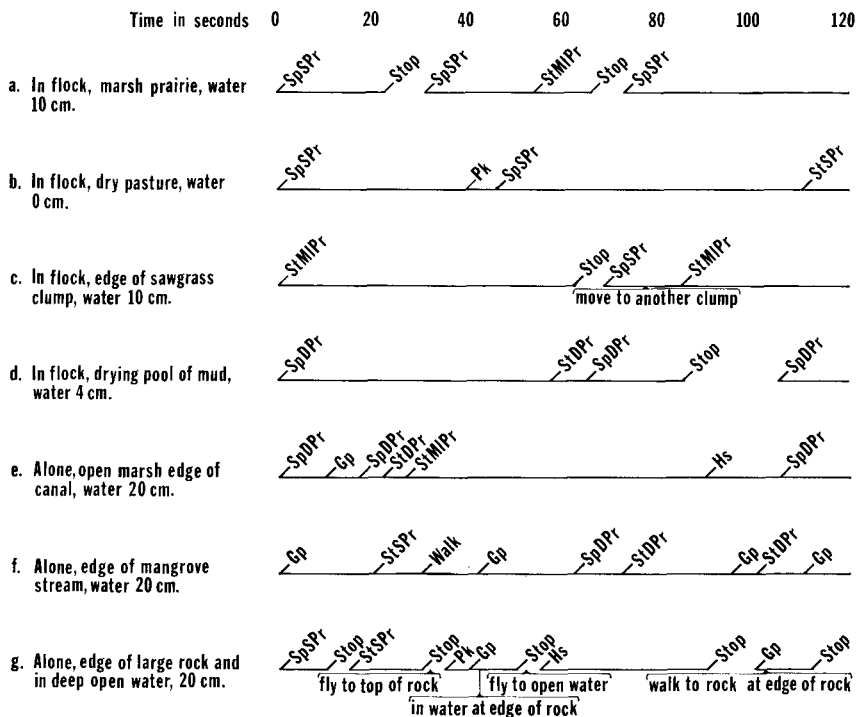 Time in seconds 0 20 40 60 80 100 120
SpSPr Stop SpSPr StMlPr Stop SpSPr
a. In flock, marsh prairie, water
10 cm.
SpSPr Pk SpSPr StSPr
b. In flock, dry pasture, water
0 cm.
StMlPr Stop SpSPr StMlPr
c. In flock, edge of sawgrass
clump, water 10 cm.
move to another clump
SpDPr StDPr SpDPr Stop SpDPr
d. In flock, drying pool of mud,
water 4 cm.
SpDPr Gp SpDPr StDPr StMlPr Hs SpDPr
e. Alone, open marsh edge of
canal, water 20 cm.
Gp StSPr Walk Gp SpDPr StDPr Gp StDPr Gp
f. Alone, edge of mangrove
stream, water 20 cm.
SpSPr Stop StSPr Stop Pk Gp Stop Hs Stop Gp Stop
g. Alone, edge of large rock and
in deep open water, 20 cm.
fly to top of rock fly to open water walk to rock at edge of rock
in water at edge of rock